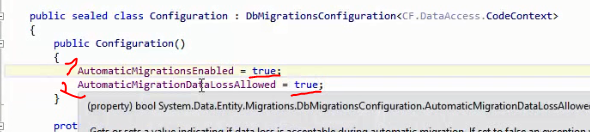 public sealed class Configuration : DbMigrationsConfiguration<CF.DataAccess.CodeContext>
{
public Configuration()
{
1 AutomaticMigrationsEnabled = true;
2 AutomaticMigrationDataLossAllowed = true;
}
(property) bool System.Data.Entity.Migrations.DbMigrationsConfiguration.AutomaticMigrationDataLossAllowe
prot
Gets or sets a value indicating if data loss is acceptable during automatic migration. If set to false an exception